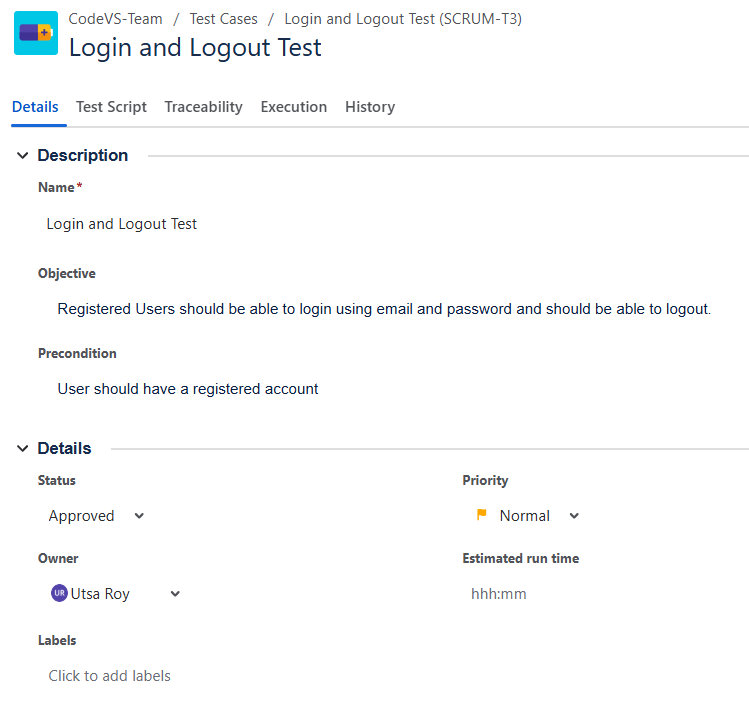 CodeVS-Team / Test Cases / Login and Logout Test (SCRUM-T3)
Login and Logout Test
Details Test Script Traceability Execution History
Description
Name*
Login and Logout Test
Objective
Registered Users should be able to login using email and password and should be able to logout.
Precondition
User should have a registered account
Details
Status Priority
Approved Normal
Owner Estimated run time
UR Utsa Roy hhh:mm
Labels
Click to add labels